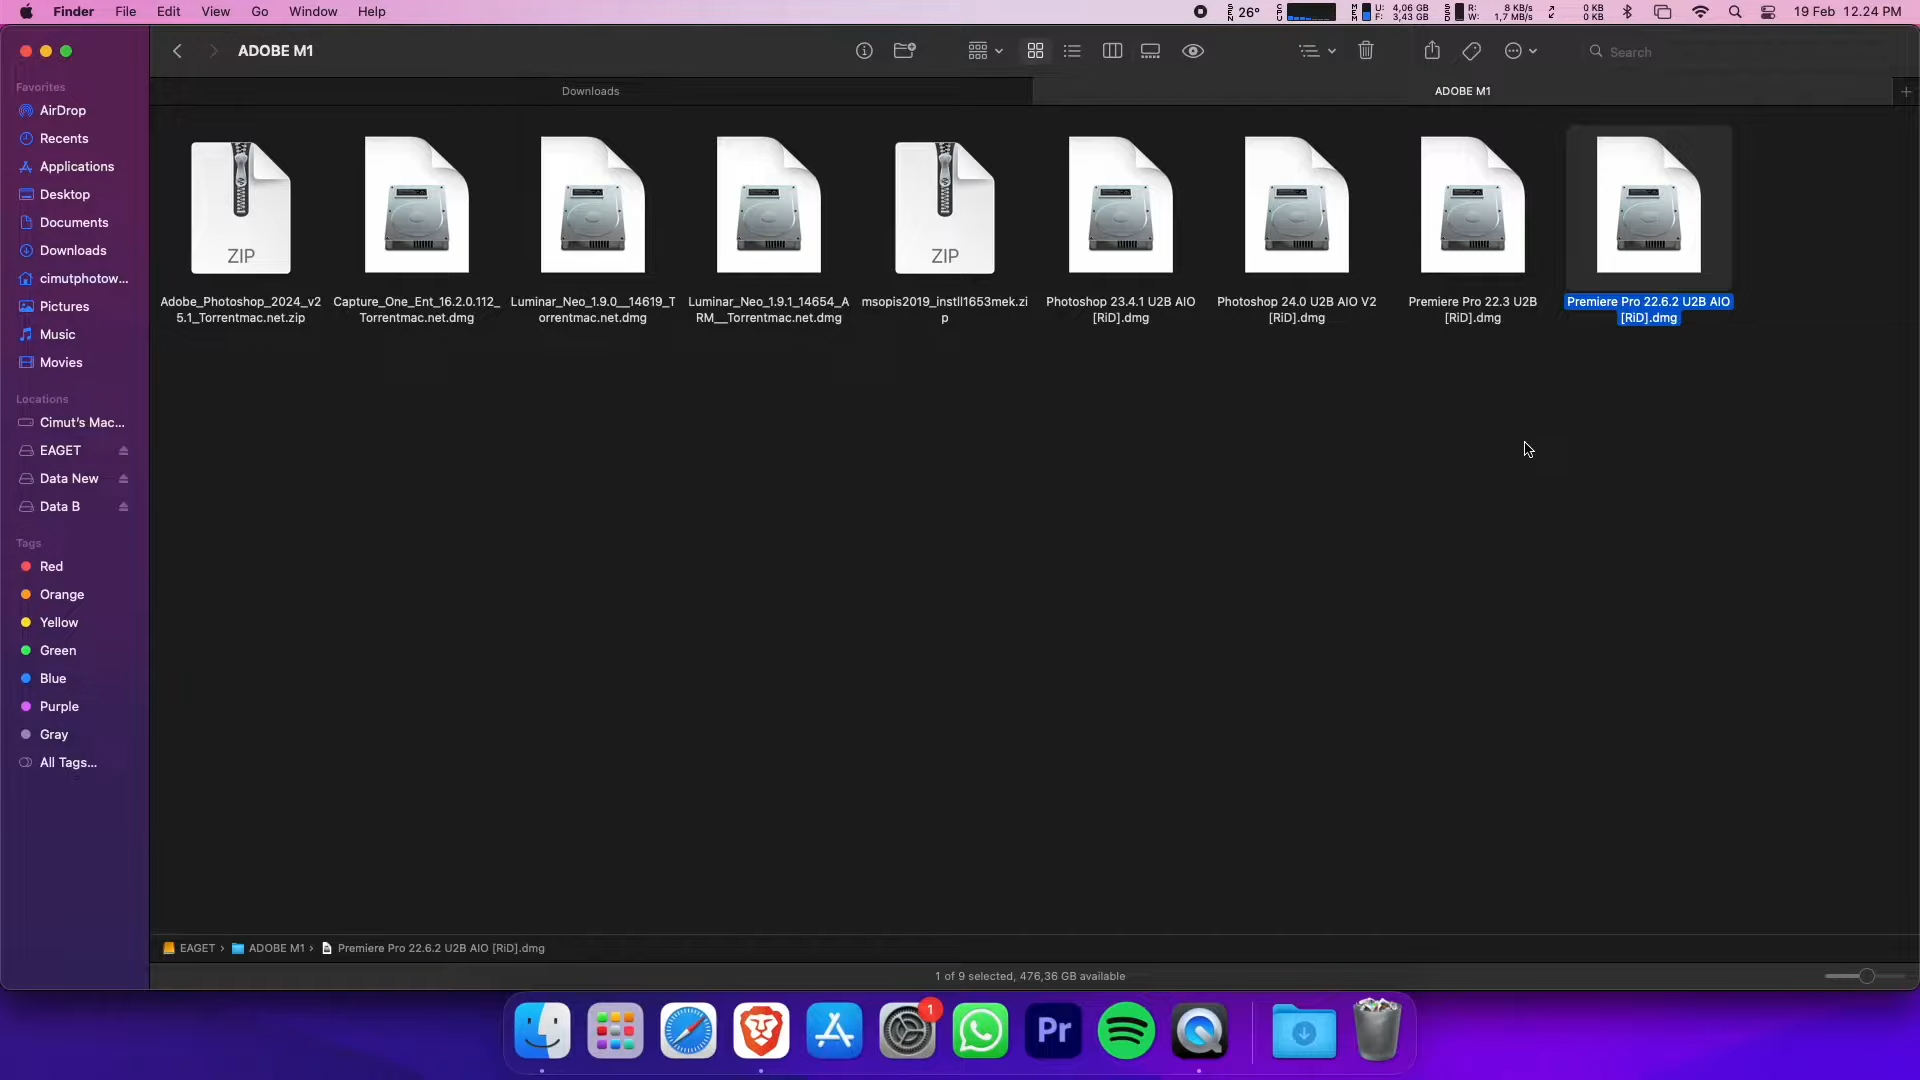 Finder File Edit View Go Window Help
SEN 26° CPU MEM U: 4,06 GB F: 3,43 GB SSD R: 8 KB/s W: 1,7 MB/s 0 KB 0 KB 19 Feb 12.24 PM
ADOBE M1
Search
Downloads
ADOBE M1
Favorites
AirDrop
Recents
Applications
Desktop
Documents
Downloads
cimutphotow...
Pictures
Music
Movies
Locations
Cimut's Mac...
EAGET
Data New
Data B
Tags
Red
Orange
Yellow
Green
Blue
Purple
Gray
All Tags...
ZIP
Adobe_Photoshop_2024_v2
5.1_Torrentmac.net.zip
Capture_One_Ent_16.2.0.112_
Torrentmac.net.dmg
Luminar_Neo_1.9.0__14619_T
orrentmac.net.dmg
Luminar_Neo_1.9.1_14654_A
RM__Torrentmac.net.dmg
ZIP
msopis2019_instll1653mek.zi
p
Photoshop 23.4.1 U2B AIO
[RiD].dmg
Photoshop 24.0 U2B AIO V2
[RiD].dmg
Premiere Pro 22.3 U2B
[RiD].dmg
Premiere Pro 22.6.2 U2B AIO
[RiD].dmg
EAGET › ADOBE M1 › Premiere Pro 22.6.2 U2B AIO [RiD].dmg
1 of 9 selected, 476,36 GB available
1
Pr